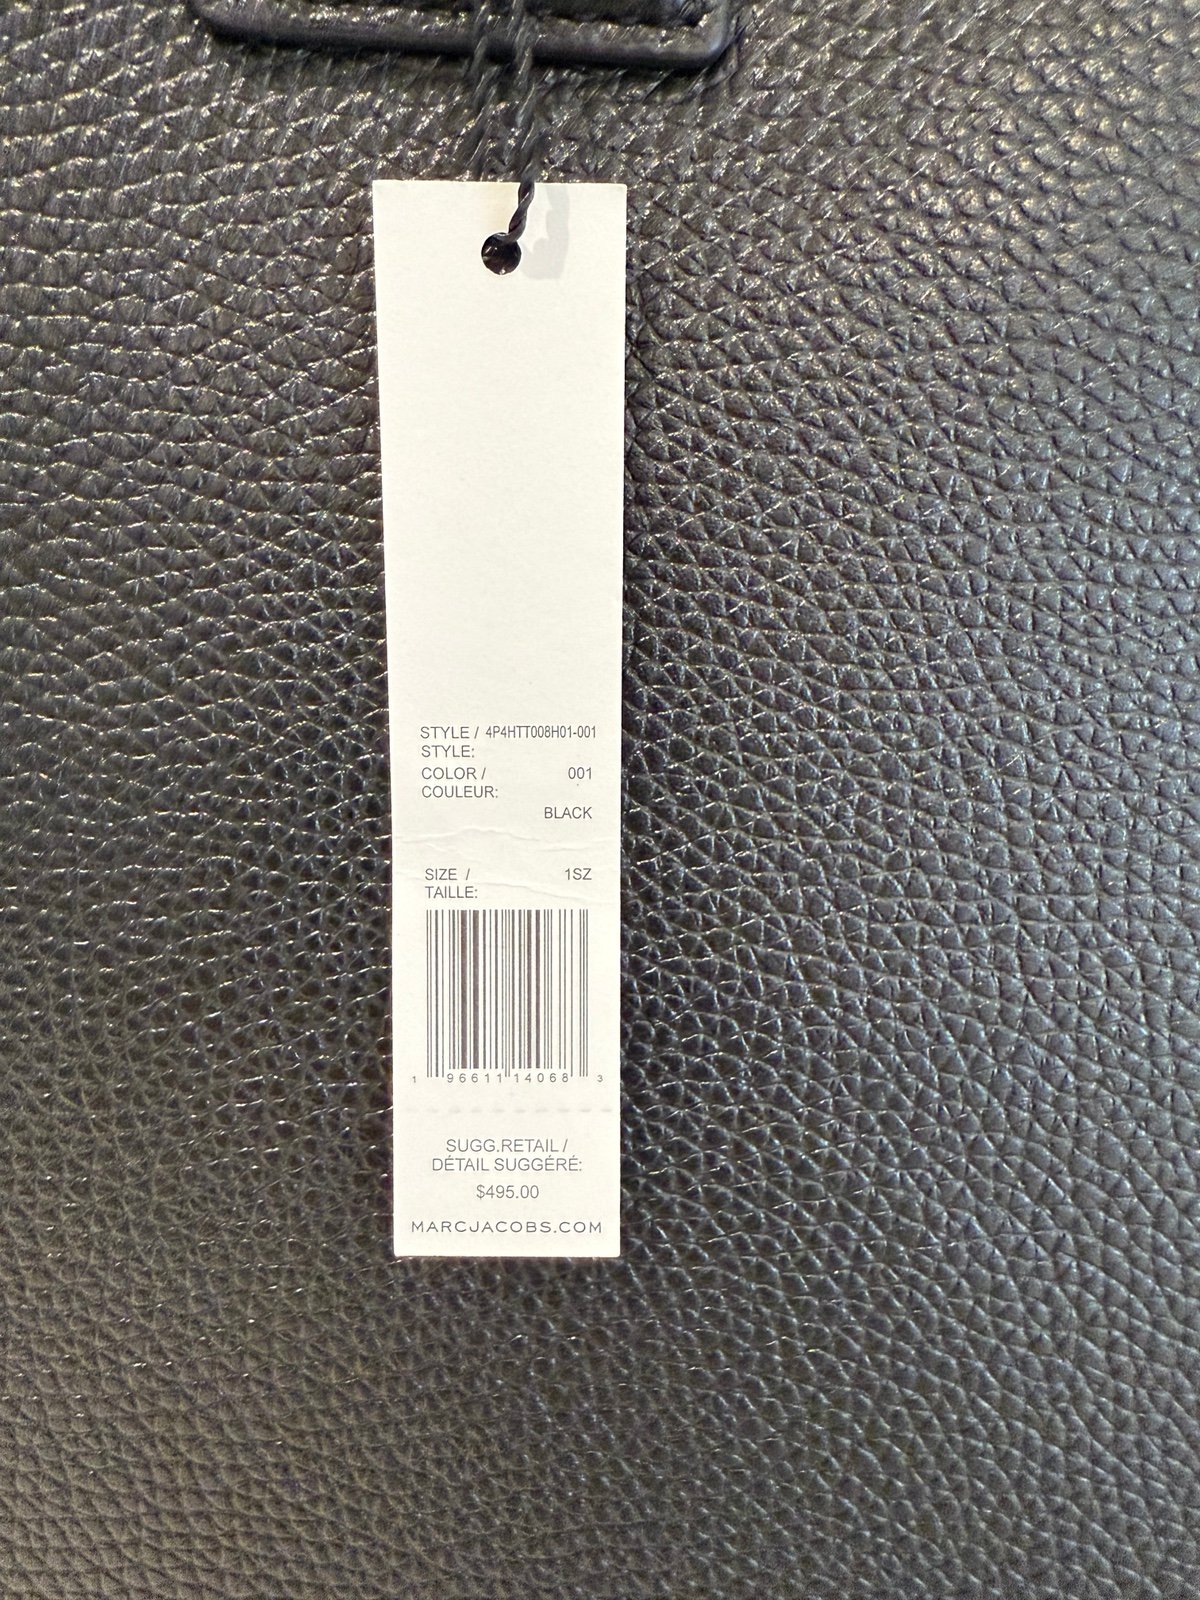 STYLE / 4P4HTT008H01-001
STYLE:
COLOR / 001
COULEUR:
BLACK
SIZE / 1SZ
TAILLE:
1 96611 14068 3
SUGG.RETAIL /
DÉTAIL SUGGÉRÉ:
$495.00
MARCJACOBS.COM